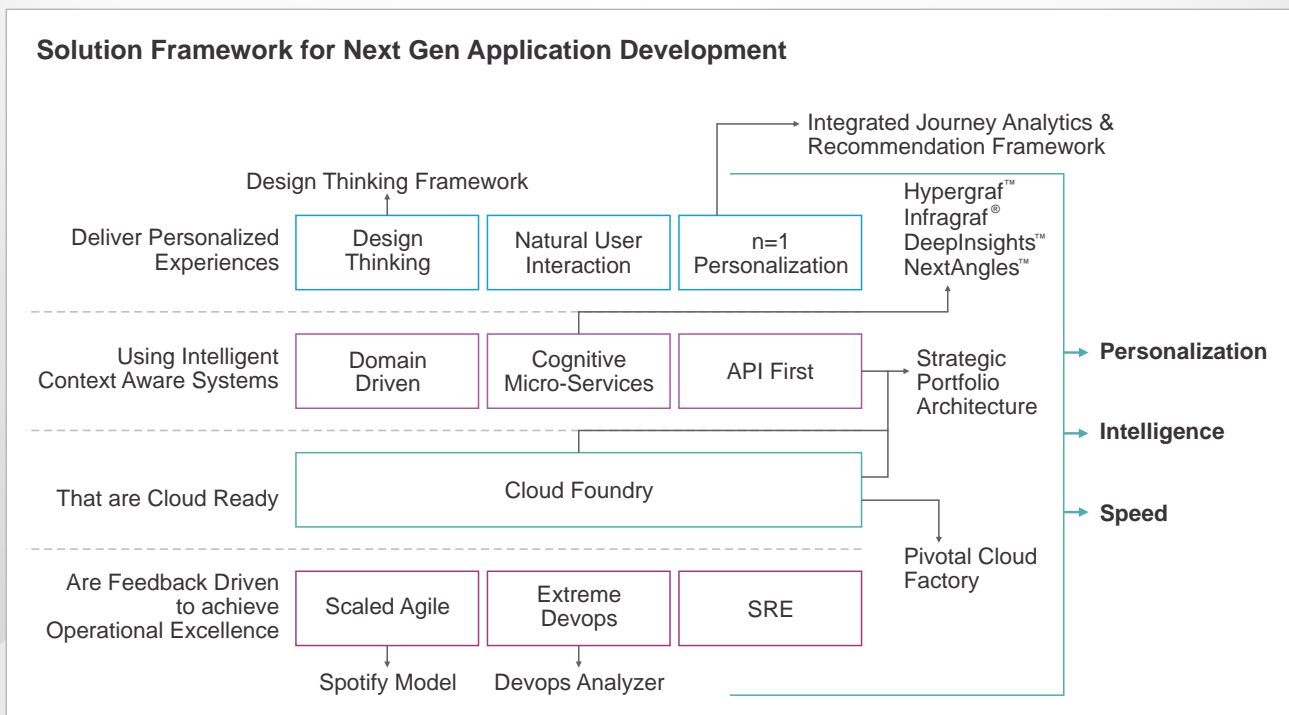 Solution Framework for Next Gen Application Development
Integrated Journey Analytics &
Recommendation Framework
Design Thinking Framework
Hypergraf™
Infragraf®
DeepInsights™
NextAngles™
Deliver Personalized
Experiences
Design
Thinking
Natural User
Interaction
n=1
Personalization
Using Intelligent
Context Aware Systems
Domain
Driven
Cognitive
Micro-Services
API First
Strategic
Portfolio
Architecture
Personalization
Intelligence
Speed
That are Cloud Ready
Cloud Foundry
Pivotal Cloud
Factory
Are Feedback Driven
to achieve
Operational Excellence
Scaled Agile
Extreme
Devops
SRE
Spotify Model
Devops Analyzer